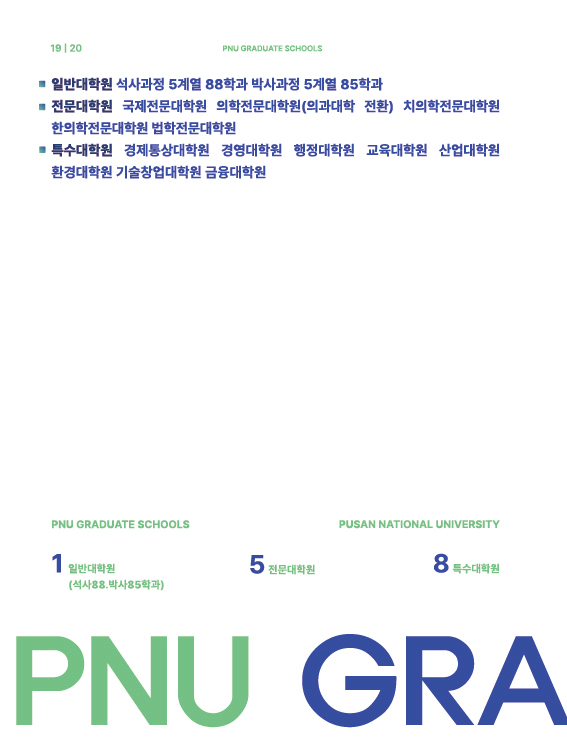 19 | 20
PNU GRADUATE SCHOOLS
일반대학원 석사과정 5계열 88학과 박사과정 5계열 85학과
전문대학원 국제전문대학원 의학전문대학원(의과대학 전환) 치의학전문대학원
한의학전문대학원 법학전문대학원
특수대학원 경제통상대학원 경영대학원 행정대학원 교육대학원 산업대학원
환경대학원 기술창업대학원 금융대학원
PNU GRADUATE SCHOOLS
PUSAN NATIONAL UNIVERSITY
1 일반대학원
(석사88.박사85학과)
5 전문대학원
8 특수대학원
PNU GRA